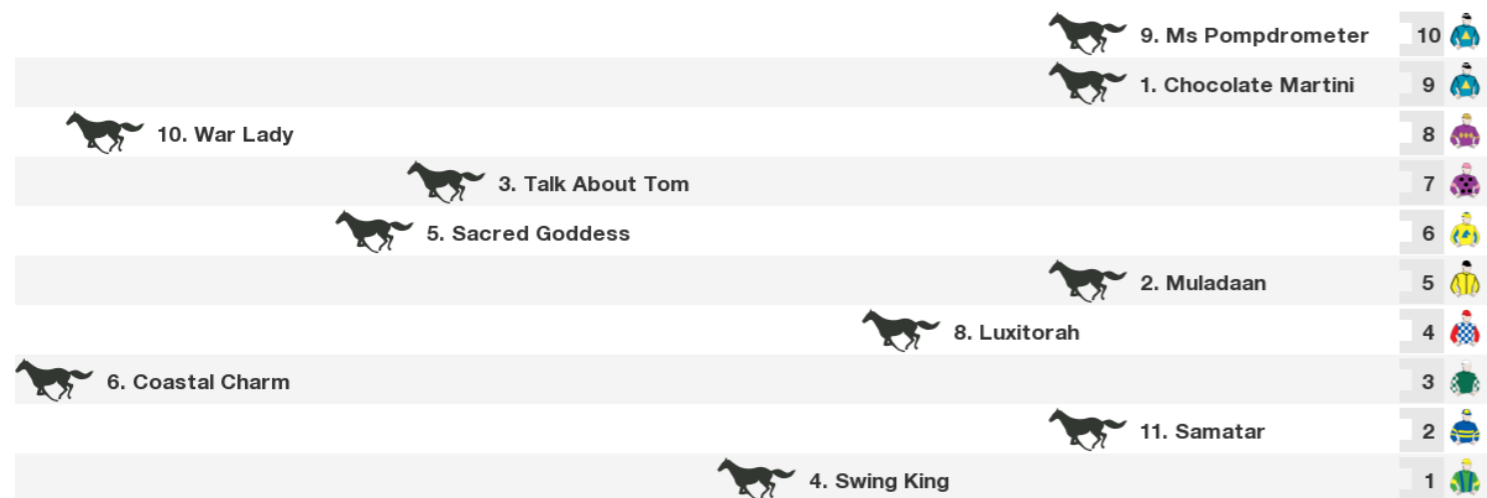 9. Ms Pompdrometer 10
1. Chocolate Martini 9
10. War Lady 8
3. Talk About Tom 7
5. Sacred Goddess 6
2. Muladaan 5
8. Luxitorah 4
6. Coastal Charm 3
11. Samatar 2
4. Swing King 1